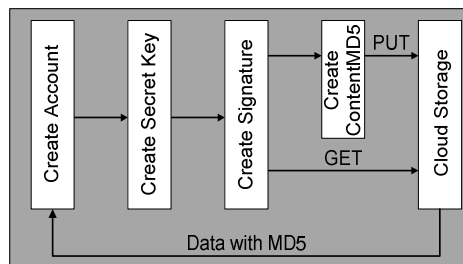 Create Account
Create Secret Key
Create Signature
Create
ContentMD5
PUT
GET
Cloud Storage
Data with MD5